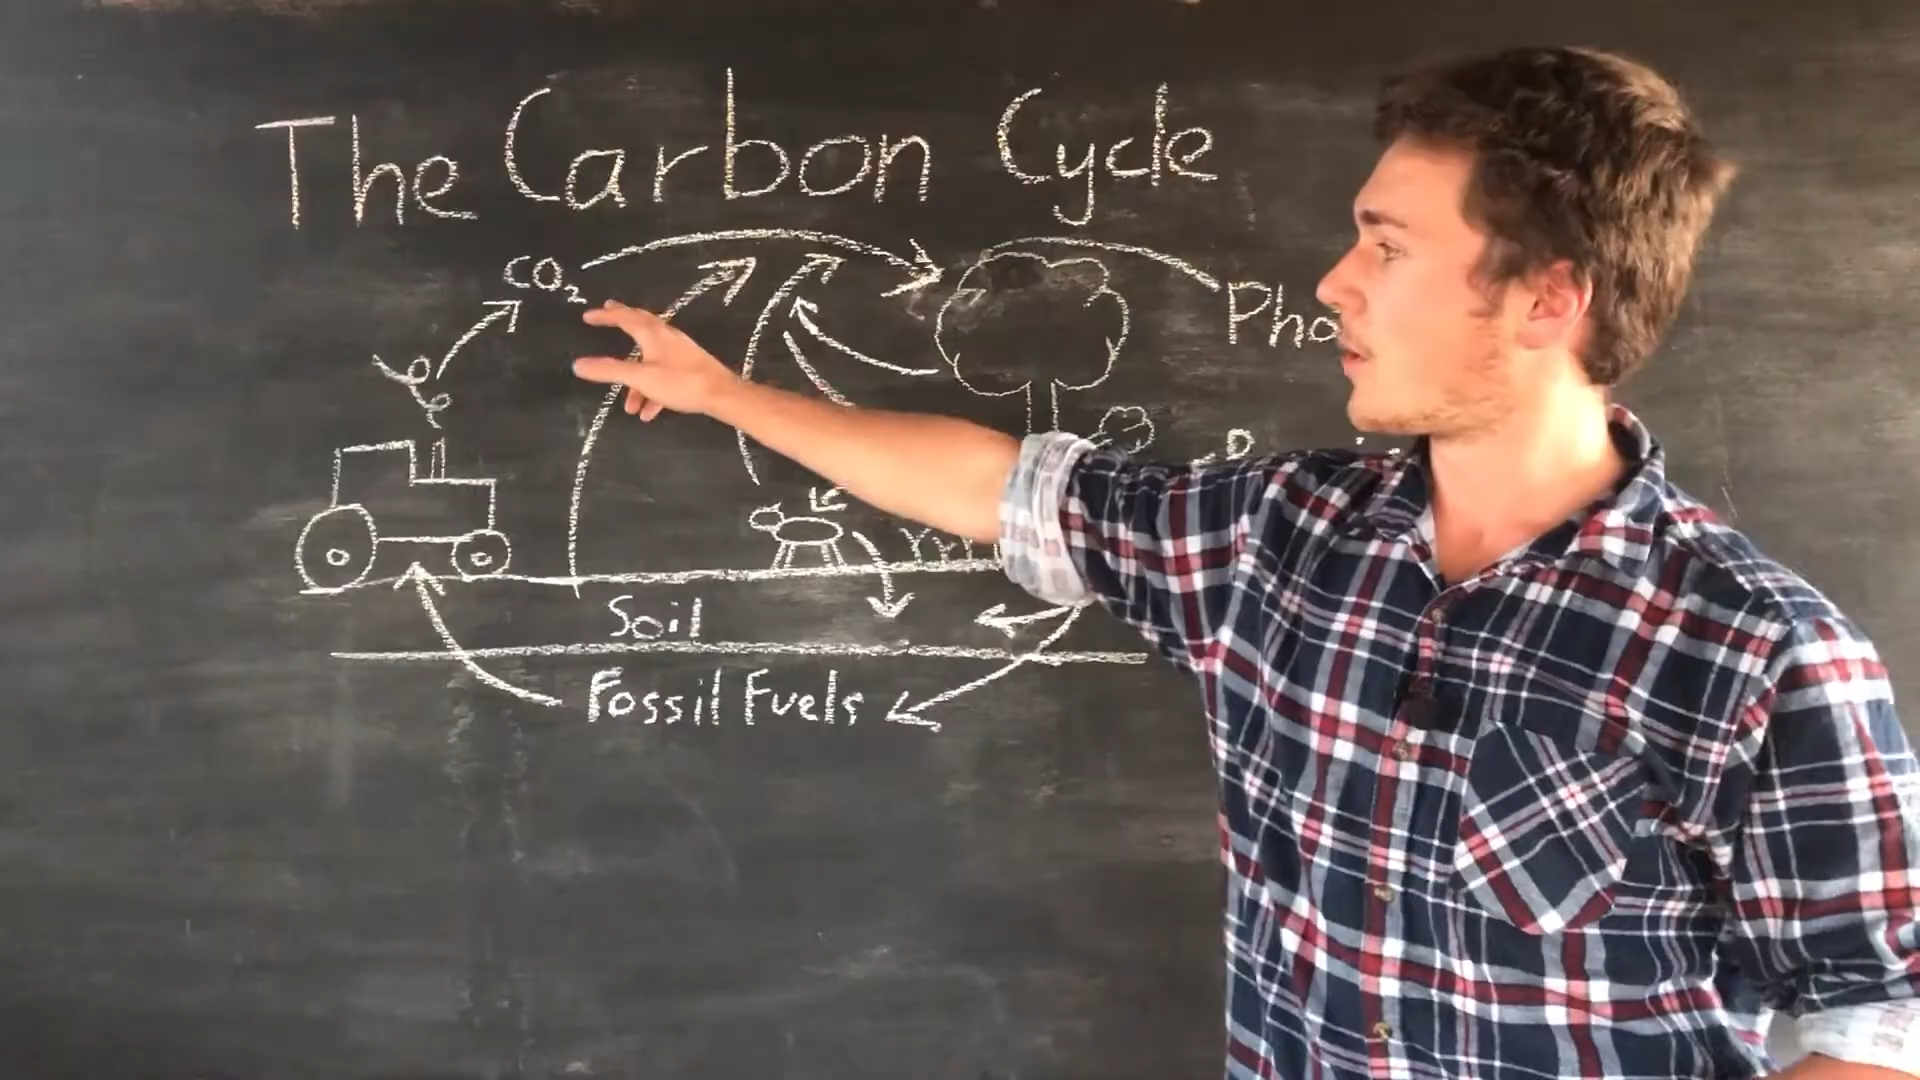 The Carbon Cycle
CO₂
Pho
Soil
Fossil Fuels